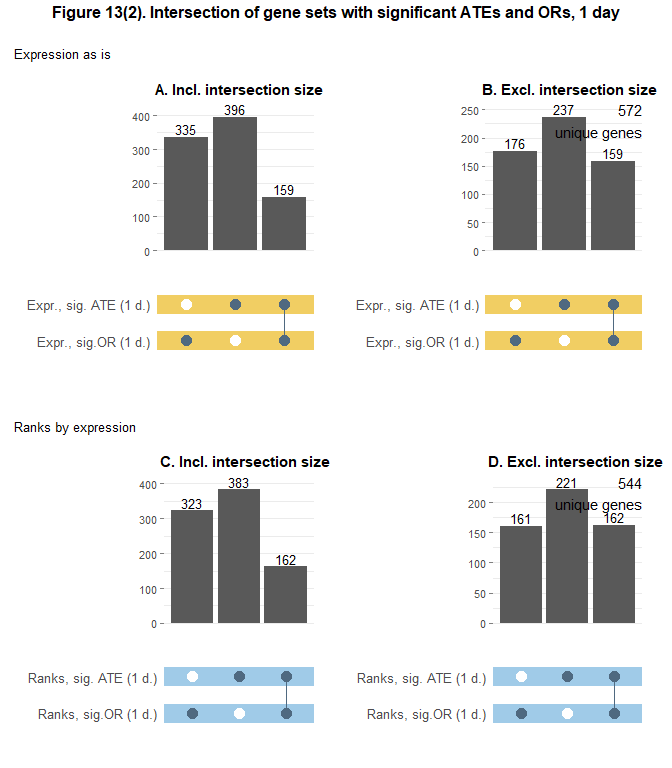 Figure 13(2). Intersection of gene sets with significant ATEs and ORs, 1 day
Expression as is
A. Incl. intersection size
400
300
200
100
0
335
396
159
Expr., sig. ATE (1 d.)
Expr., sig.OR (1 d.)
B. Excl. intersection size
250
200
150
100
50
0
176
237
159
572
unique genes
Expr., sig. ATE (1 d.)
Expr., sig.OR (1 d.)
Ranks by expression
C. Incl. intersection size
400
300
200
100
0
323
383
162
Ranks, sig. ATE (1 d.)
Ranks, sig.OR (1 d.)
D. Excl. intersection size
200
150
100
50
0
161
221
162
544
unique genes
Ranks, sig. ATE (1 d.)
Ranks, sig.OR (1 d.)